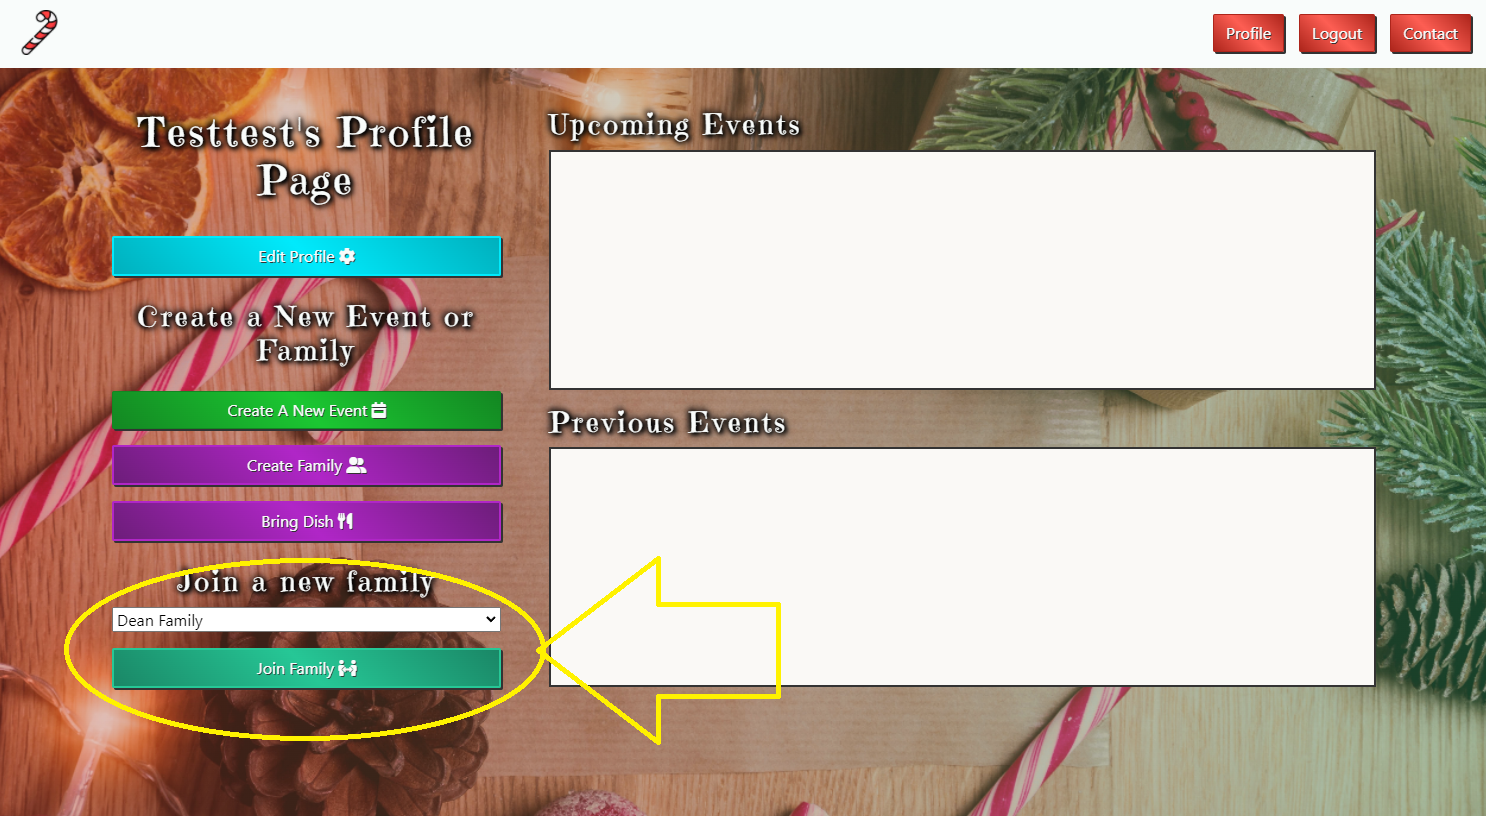 Profile
Logout
Contact
Testtest's Profile
Page
Edit Profile
Create a New Event or
Family
Create A New Event
Create Family
Bring Dish
Join a new family
Dean Family
Join Family
Upcoming Events
Previous Events